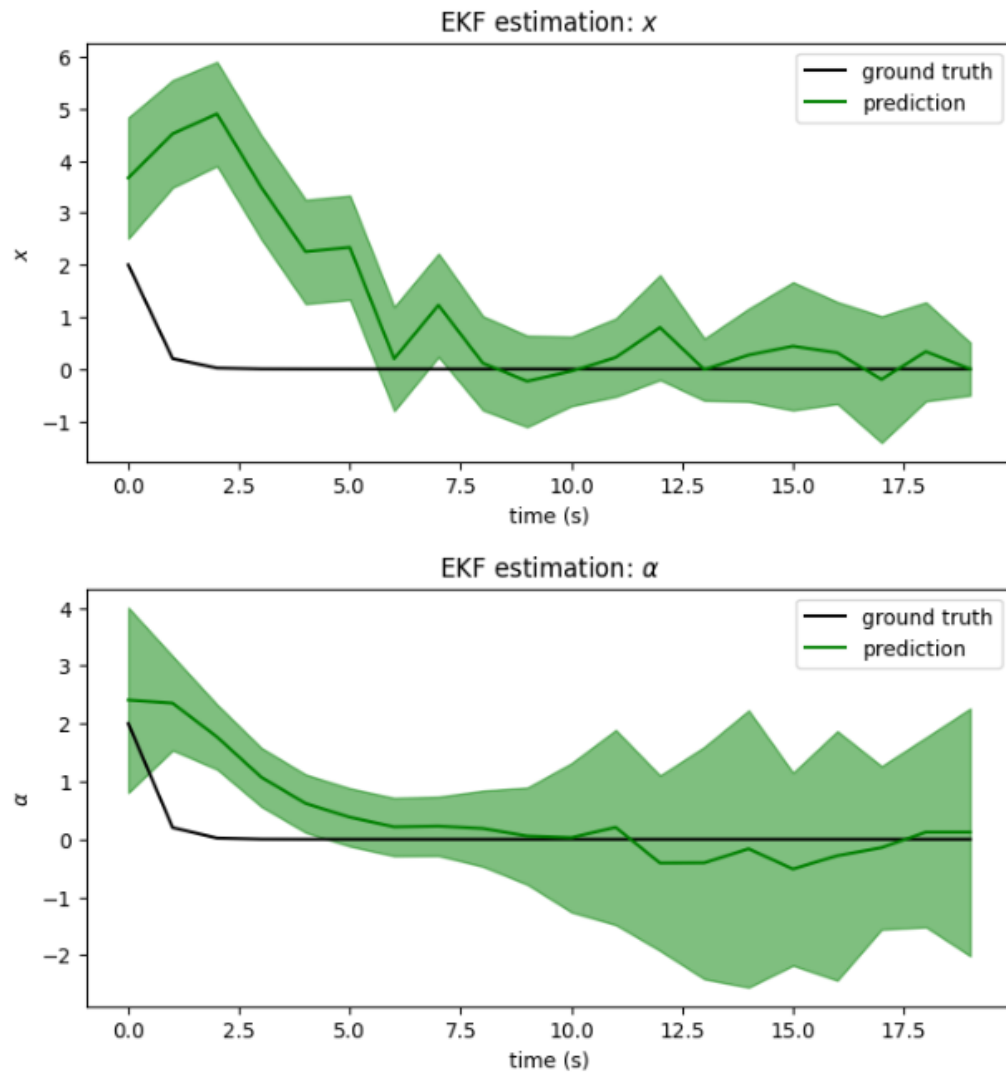 EKF estimation: x
6
5
4
3
2
1
0
−1
x
ground truth
prediction
0.0 2.5 5.0 7.5 10.0 12.5 15.0 17.5
time (s)
EKF estimation: α
4
3
2
1
0
−1
−2
α
ground truth
prediction
0.0 2.5 5.0 7.5 10.0 12.5 15.0 17.5
time (s)